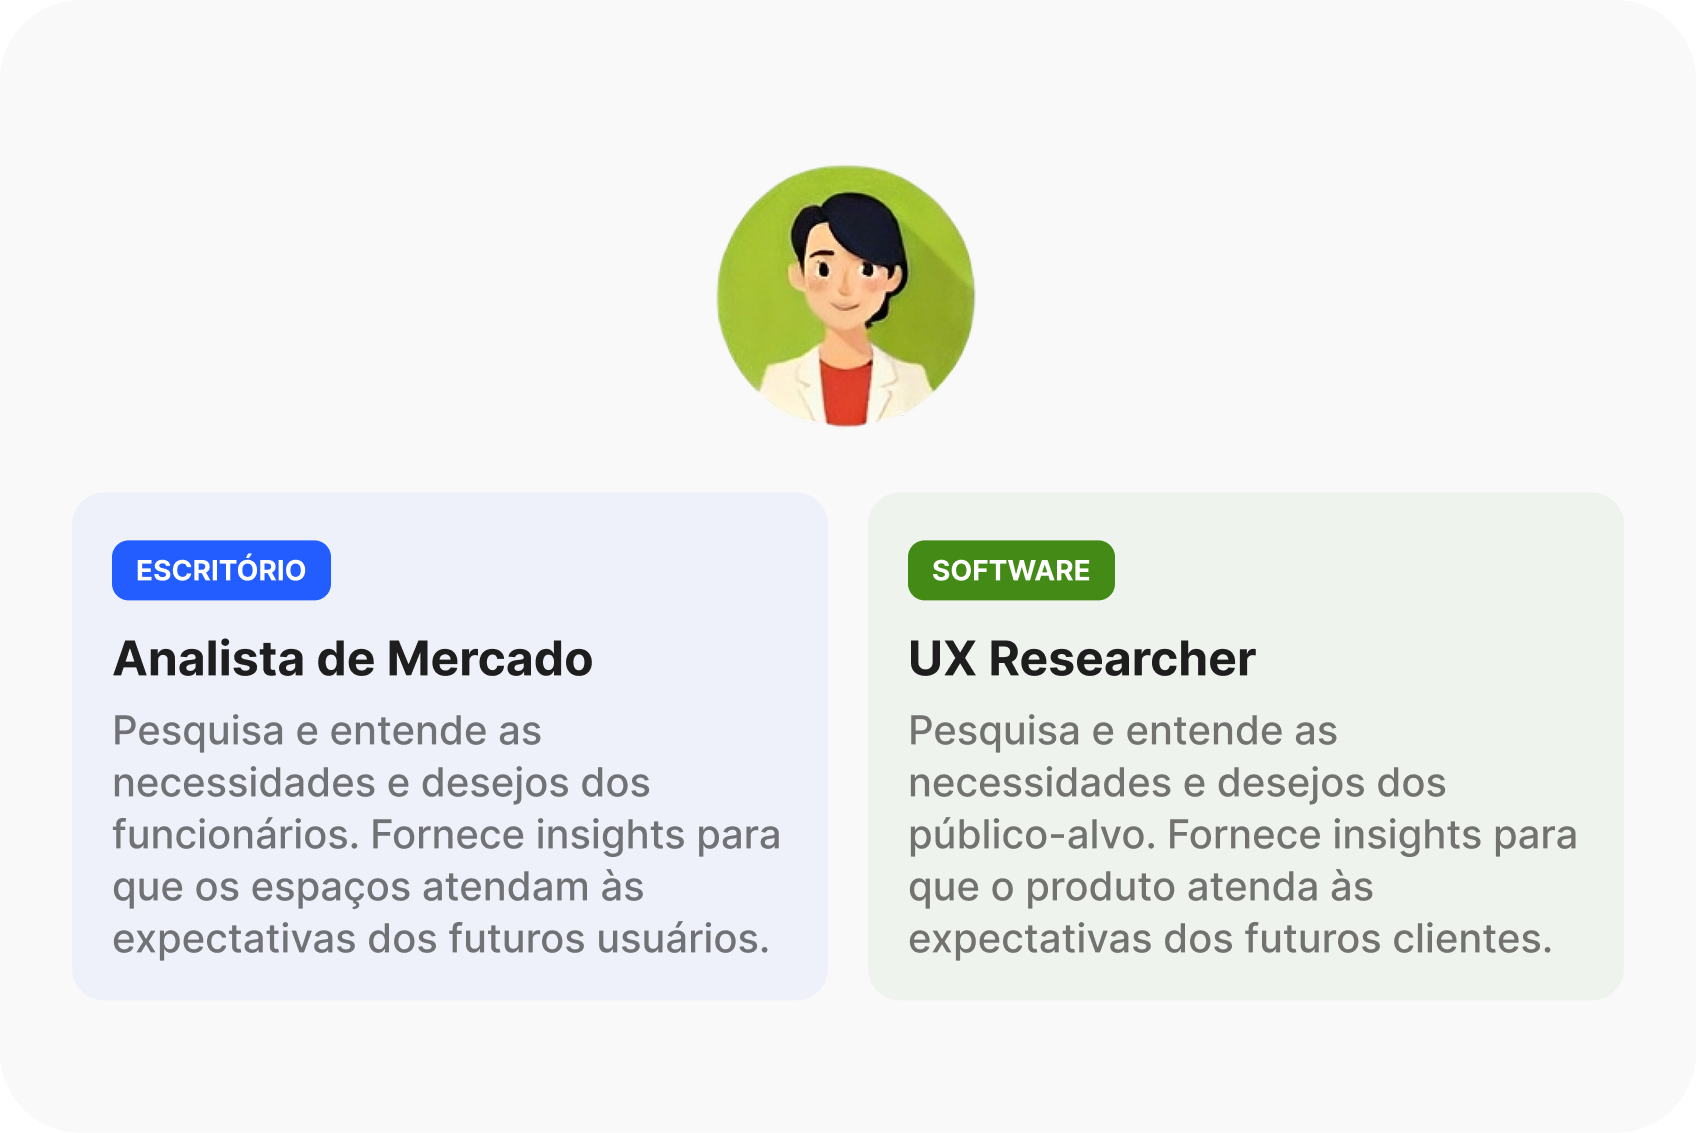 ESCRITÓRIO
Analista de Mercado
Pesquisa e entende as
necessidades e desejos dos
funcionários. Fornece insights para
que os espaços atendam às
expectativas dos futuros usuários.
SOFTWARE
UX Researcher
Pesquisa e entende as
necessidades e desejos dos
público-alvo. Fornece insights para
que o produto atenda às
expectativas dos futuros clientes.